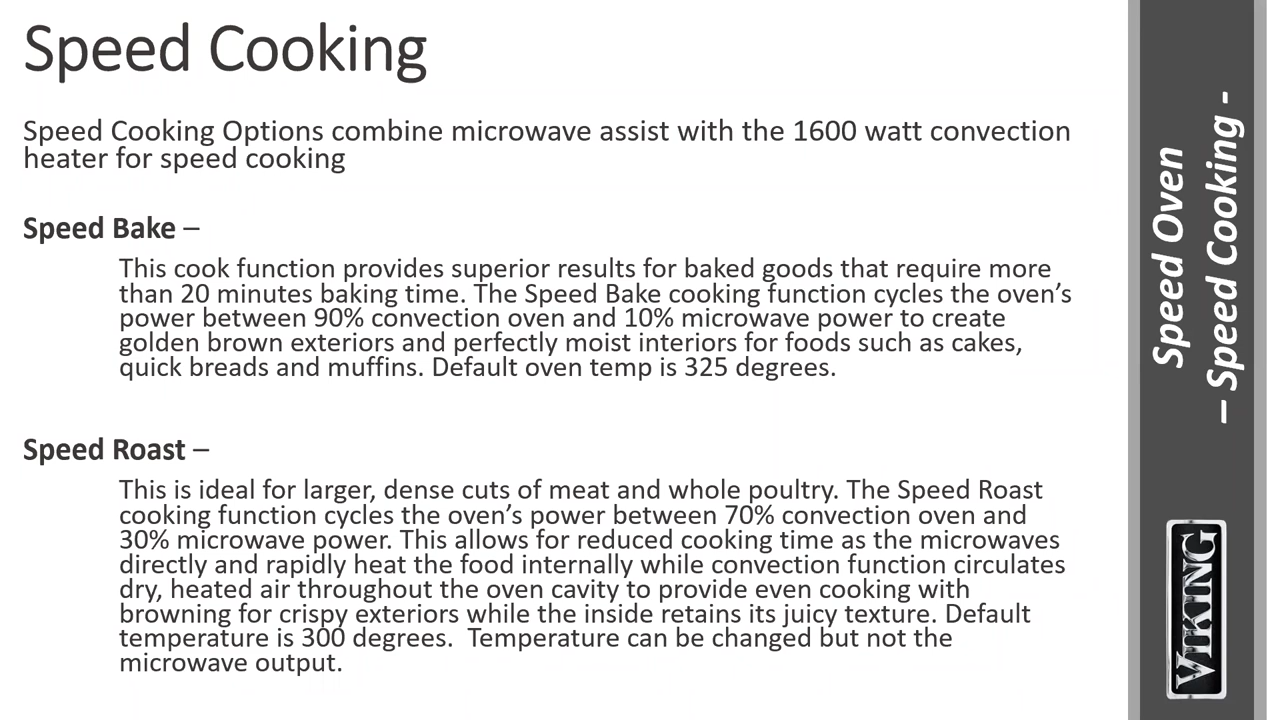 Speed Cooking
Speed Cooking Options combine microwave assist with the 1600 watt convection
heater for speed cooking
Speed Bake –
This cook function provides superior results for baked goods that require more
than 20 minutes baking time. The Speed Bake cooking function cycles the oven’s
power between 90% convection oven and 10% microwave power to create
golden brown exteriors and perfectly moist interiors for foods such as cakes,
quick breads and muffins. Default oven temp is 325 degrees.
Speed Roast –
This is ideal for larger, dense cuts of meat and whole poultry. The Speed Roast
cooking function cycles the oven’s power between 70% convection oven and
30% microwave power. This allows for reduced cooking time as the microwaves
directly and rapidly heat the food internally while convection function circulates
dry, heated air throughout the oven cavity to provide even cooking with
browning for crispy exteriors while the inside retains its juicy texture. Default
temperature is 300 degrees.  Temperature can be changed but not the
microwave output.
Speed Oven
– Speed Cooking -
VIKING